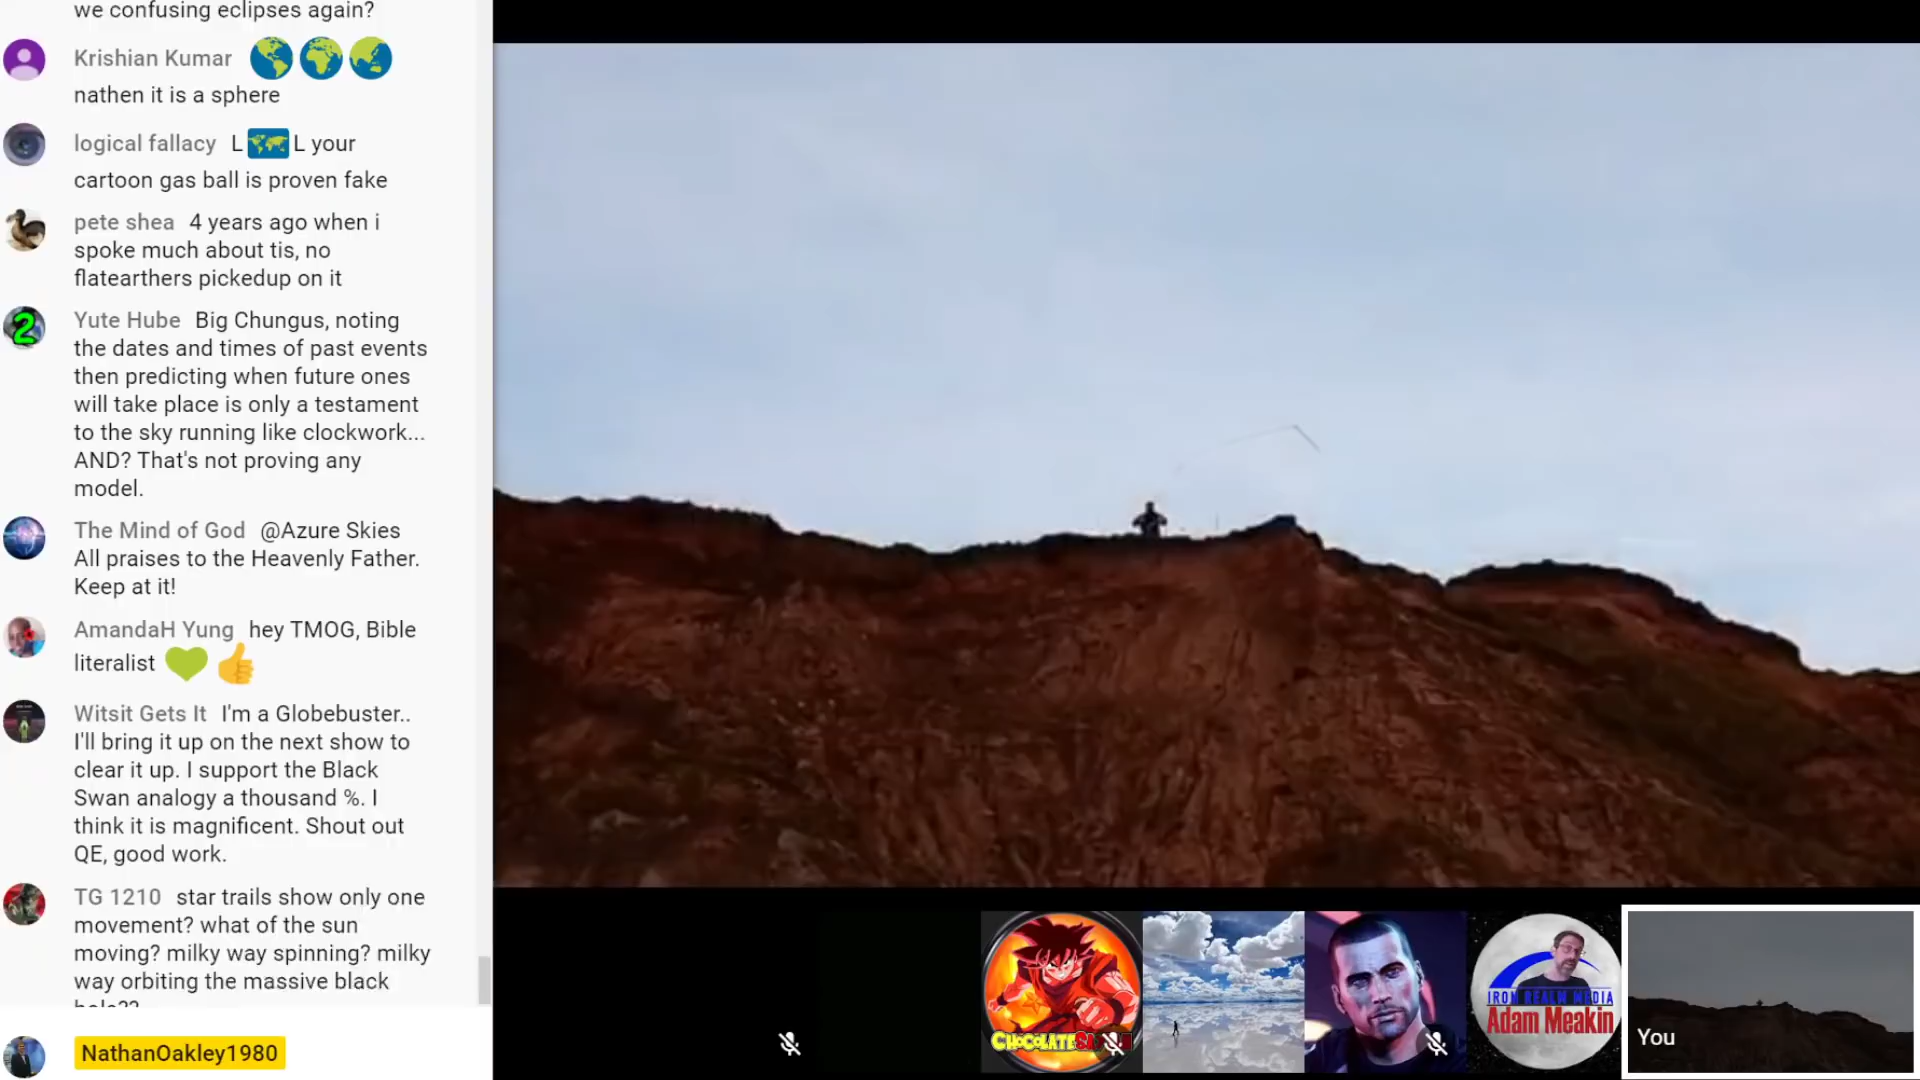 we confusing eclipses again?
Krishian Kumar
nathen it is a sphere
logical fallacy L L your
cartoon gas ball is proven fake
pete shea 4 years ago when i
spoke much about tis, no
flatearthers pickedup on it
Yute Hube Big Chungus, noting
the dates and times of past events
then predicting when future ones
will take place is only a testament
to the sky running like clockwork...
AND? That's not proving any
model.
The Mind of God @Azure Skies
All praises to the Heavenly Father.
Keep at it!
AmandaH Yung hey TMOG, Bible
literalist
Witsit Gets It I'm a Globebuster..
I'll bring it up on the next show to
clear it up. I support the Black
Swan analogy a thousand %. I
think it is magnificent. Shout out
QE, good work.
TG 1210 star trails show only one
movement? what of the sun
moving? milky way spinning? milky
way orbiting the massive black
hole??
NathanOakley1980
2
IRON REALM MEDIA
Adam Meakin
You